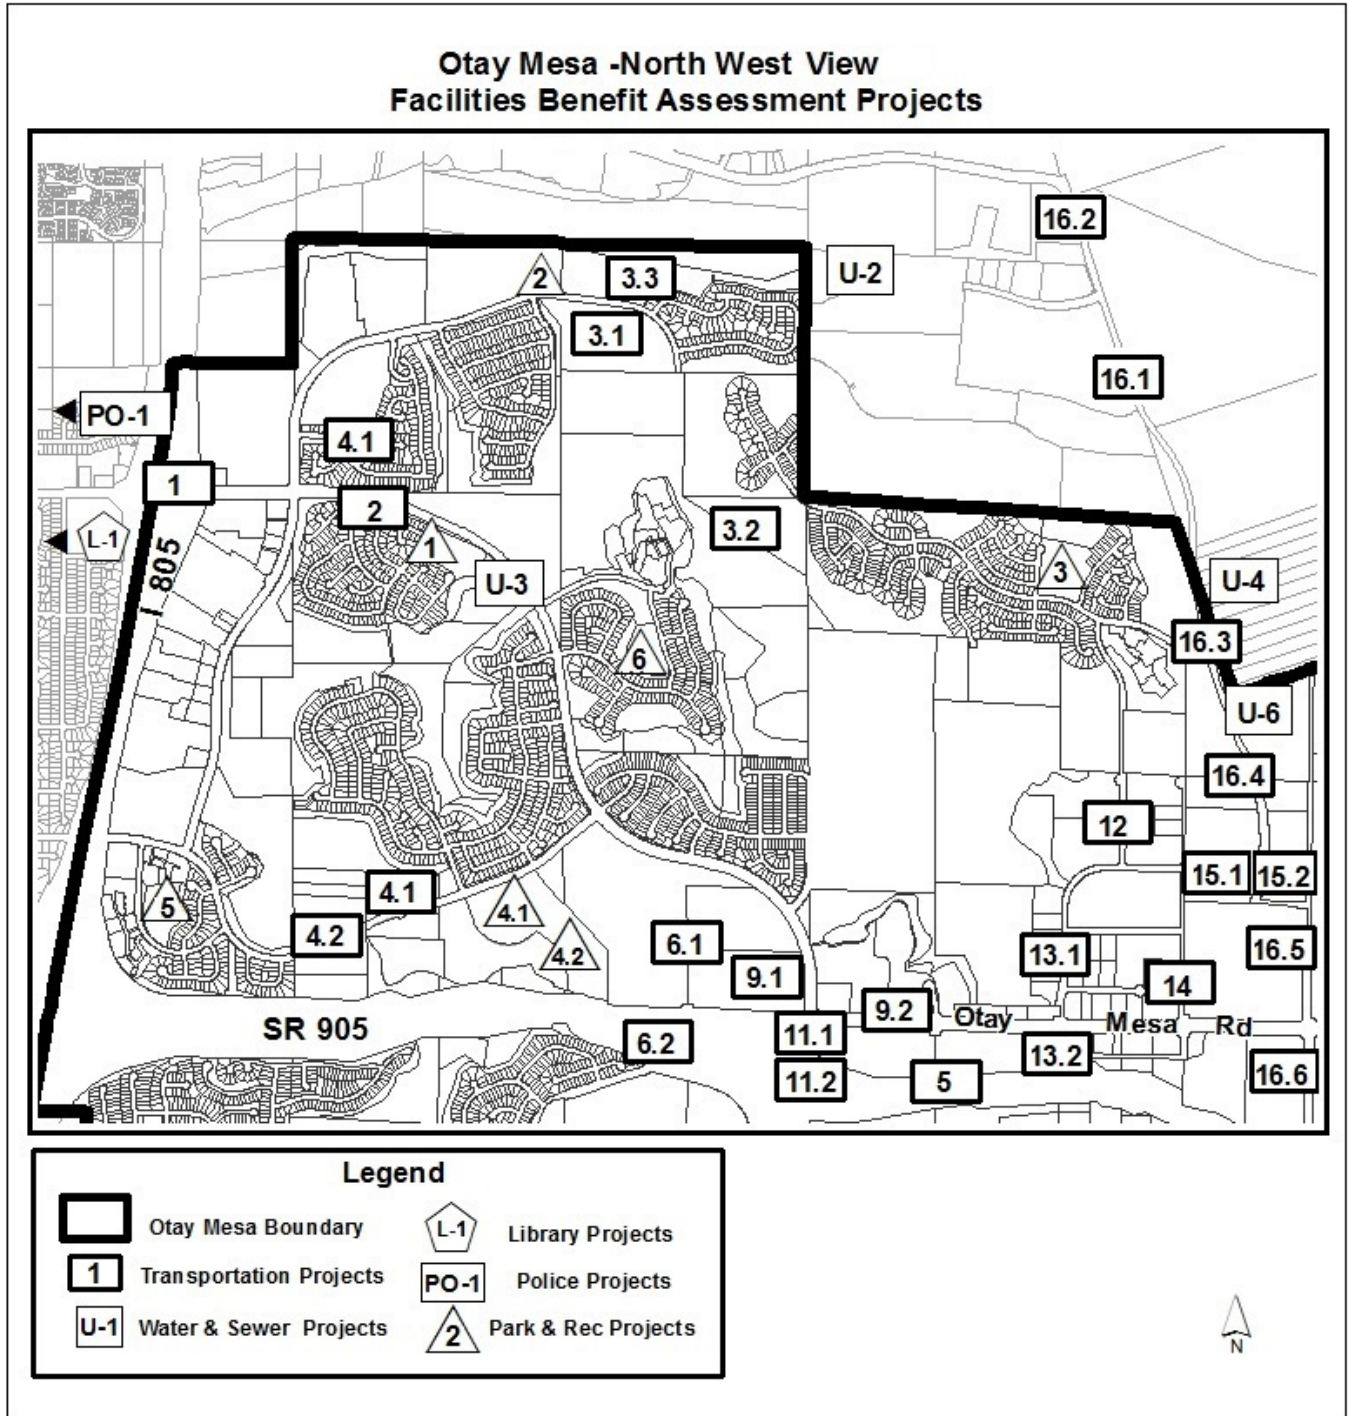 Otay Mesa -North West View
Facilities Benefit Assessment Projects
16.2
2
3.3
U-2
3.1
16.1
PO-1
4.1
1
2
3.2
L-1
1
I 805
U-3
3
U-4
16.3
6
U-6
16.4
12
15.1
15.2
4.1
5
4.1
4.2
6.1
4.2
13.1
16.5
9.1
14
9.2
Otay Mesa Rd
SR 905
11.1
6.2
13.2
16.6
11.2
5
Legend
Otay Mesa Boundary
L-1 Library Projects
1 Transportation Projects
PO-1 Police Projects
U-1 Water & Sewer Projects
2 Park & Rec Projects
N